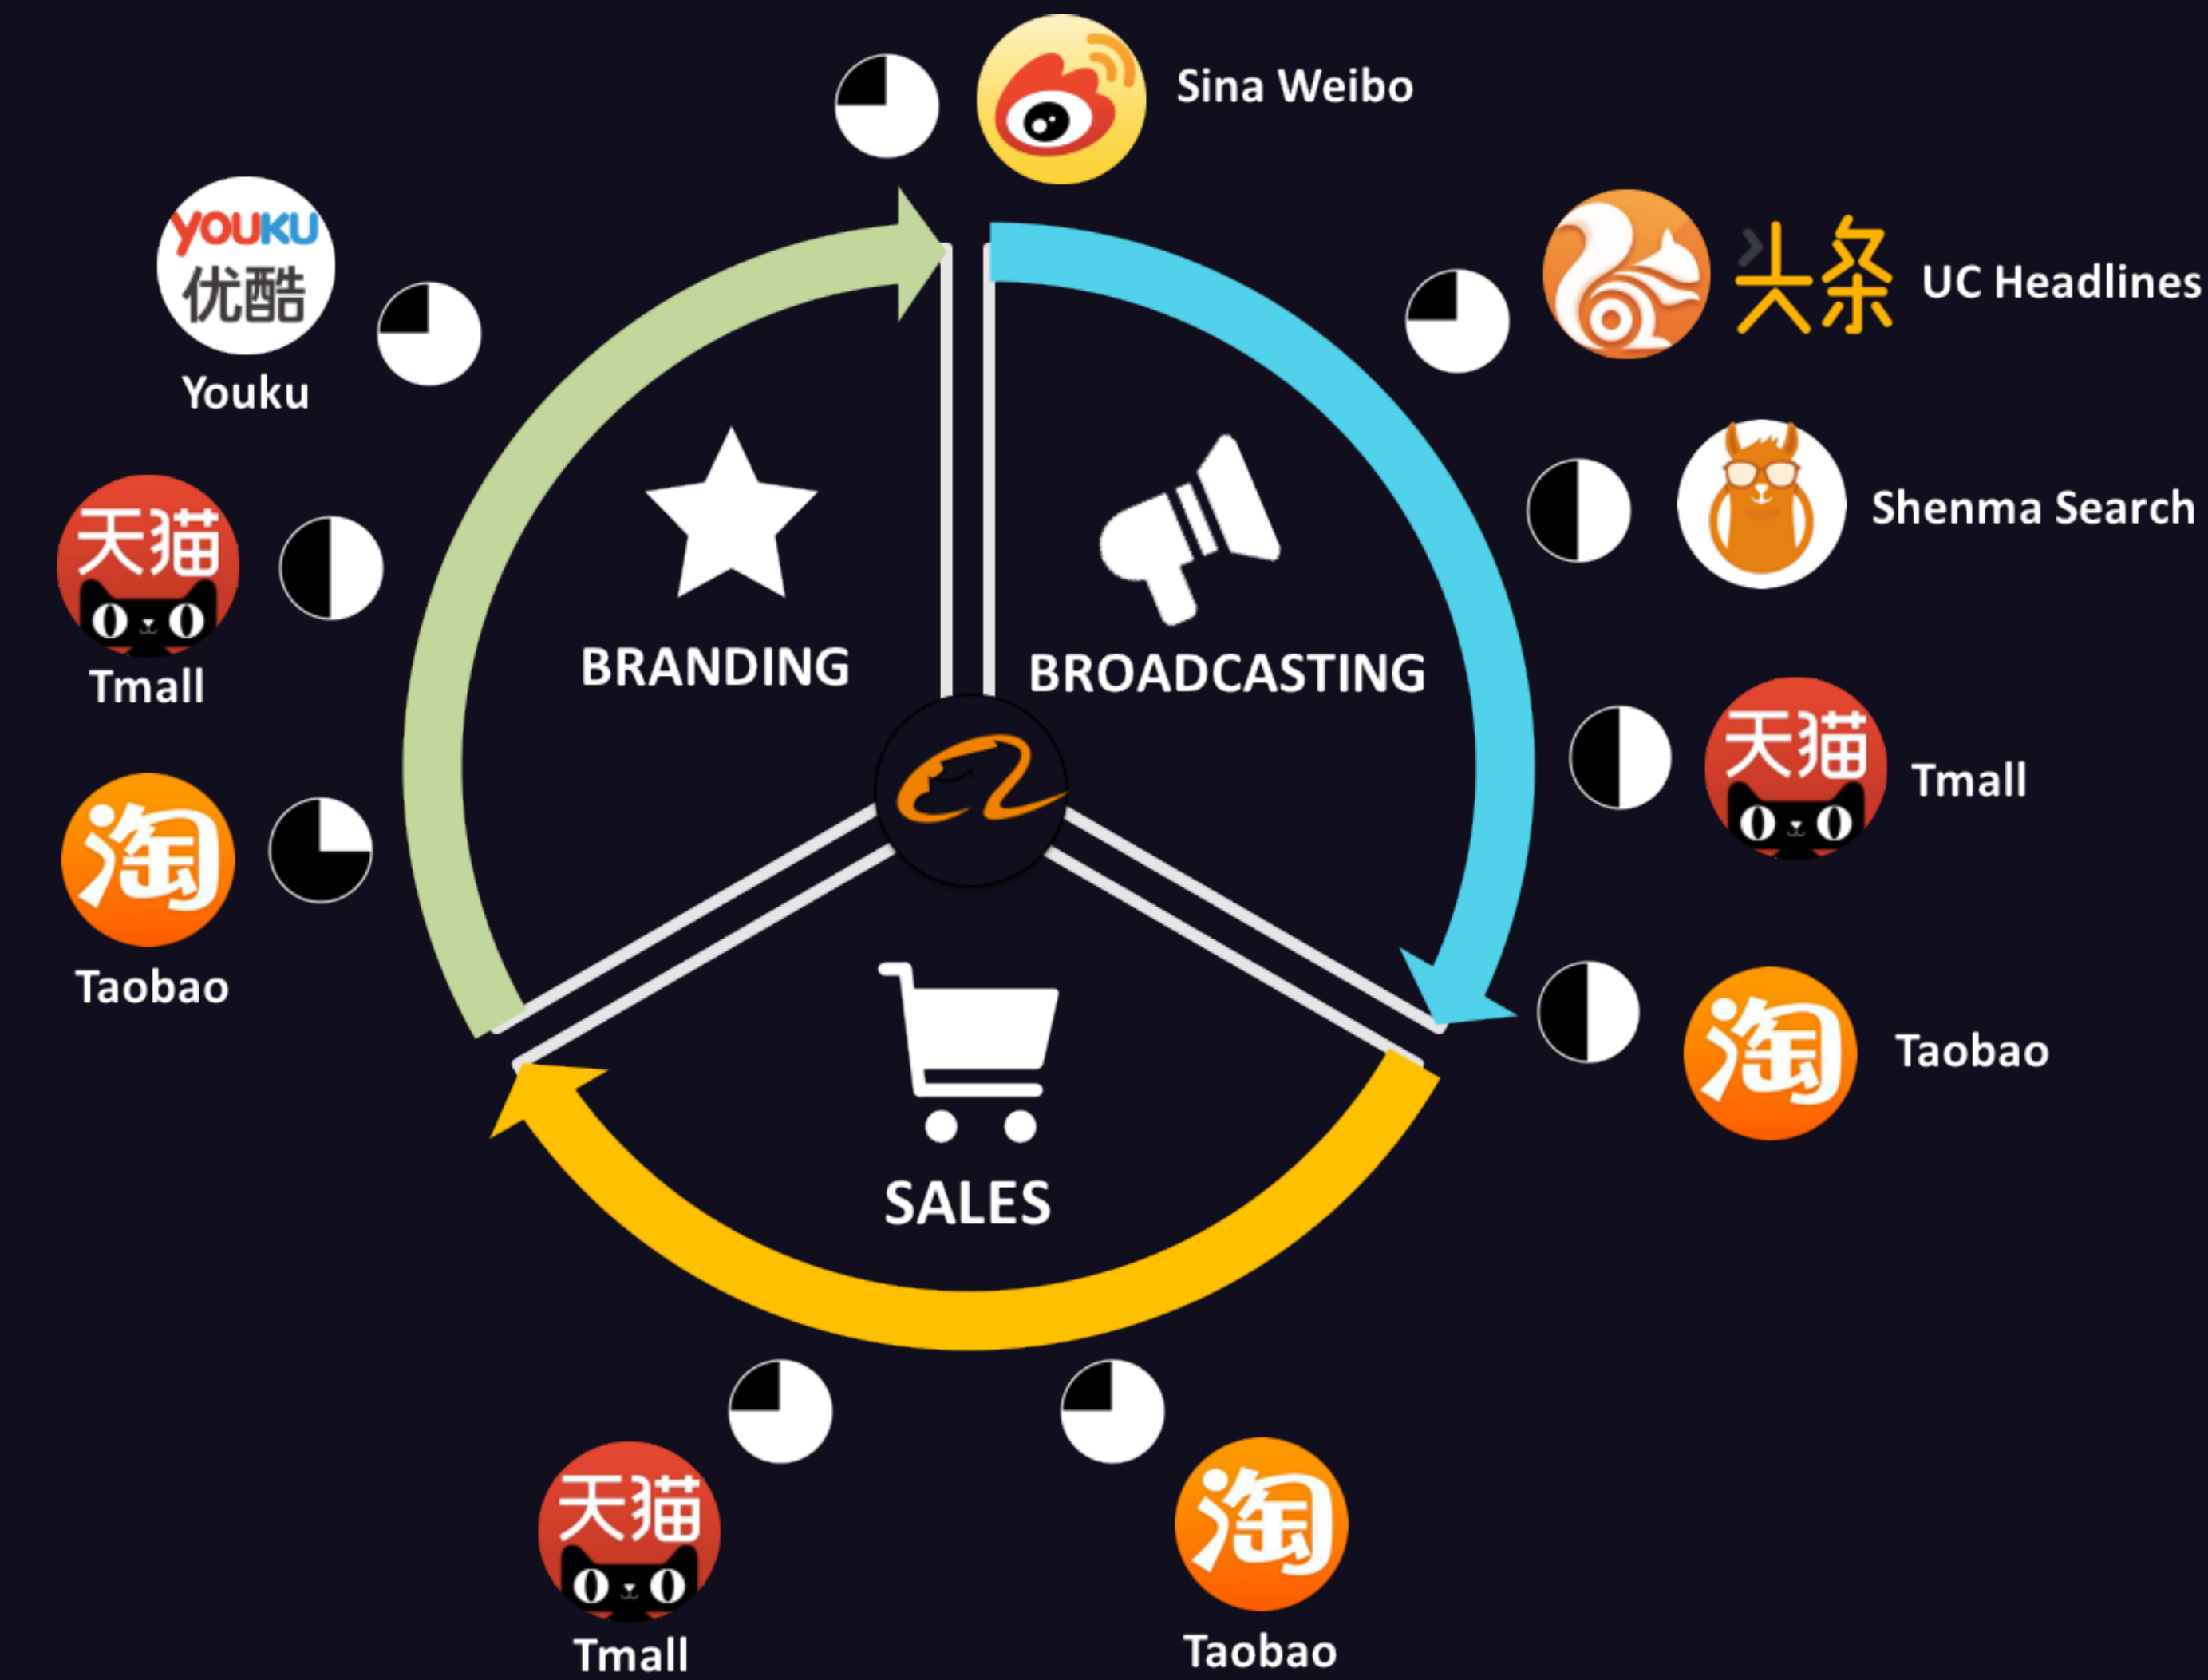 Sina Weibo
YOUKU
优酷
Youku
头条
UC Headlines
天猫
Tmall
Shenma Search
BRANDING
BROADCASTING
天猫
Tmall
淘
Taobao
淘
Taobao
SALES
天猫
Tmall
淘
Taobao